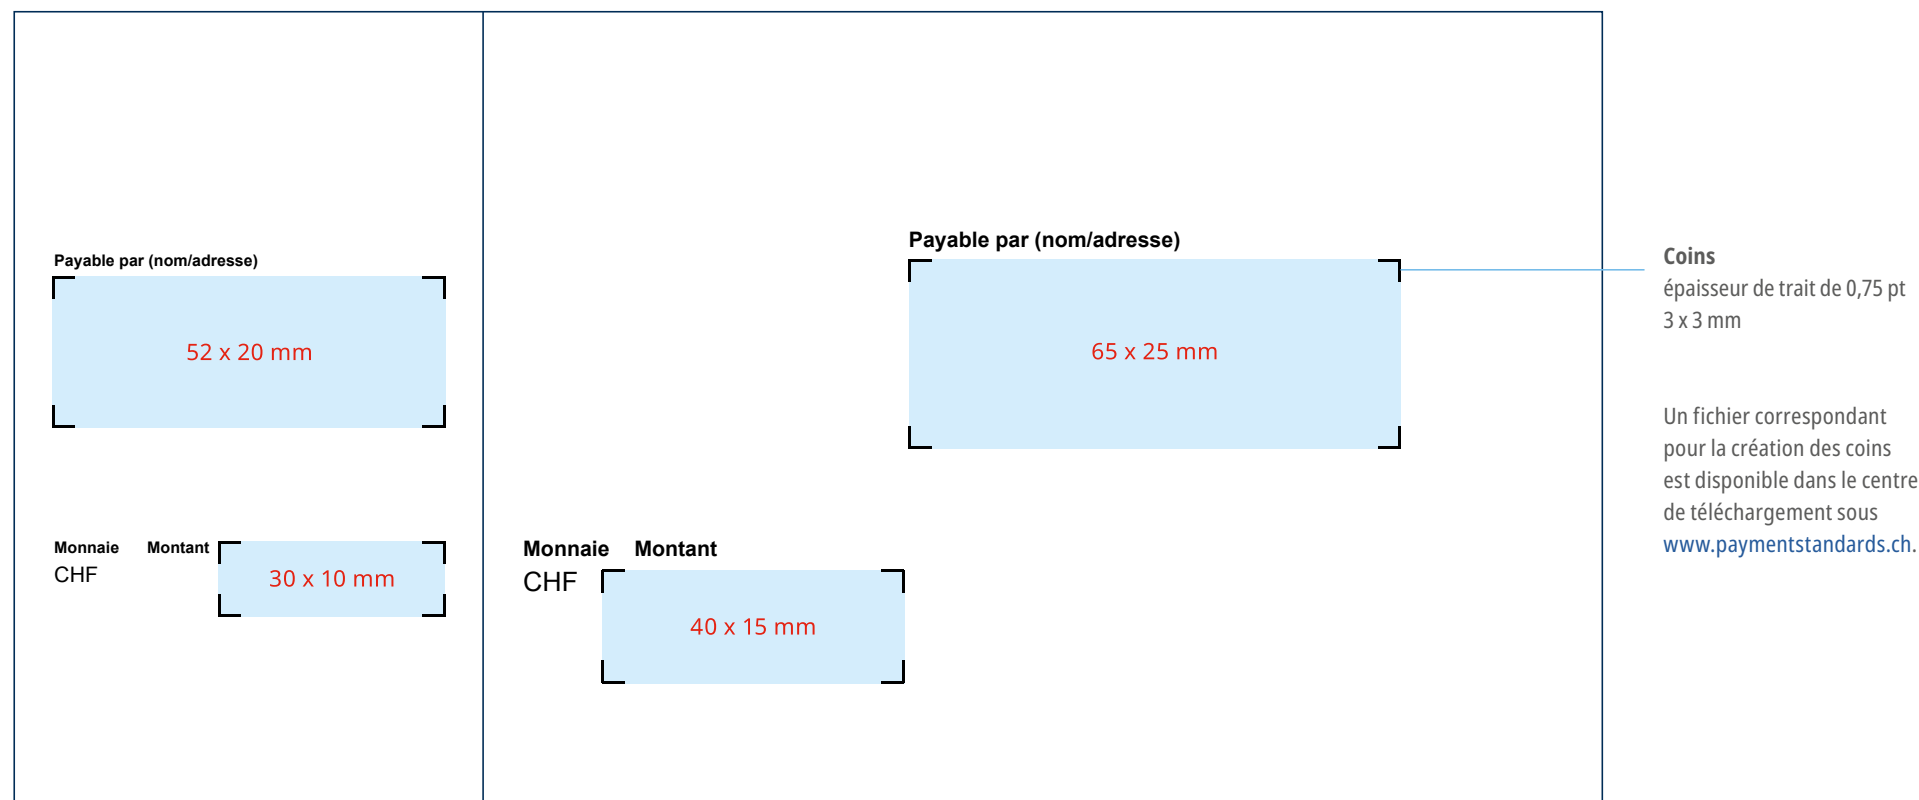 Payable par (nom/adresse)
52 x 20 mm
Monnaie Montant
CHF
30 x 10 mm
Payable par (nom/adresse)
65 x 25 mm
Monnaie Montant
CHF
40 x 15 mm
Coins
épaisseur de trait de 0,75 pt
3 x 3 mm
Un fichier correspondant
pour la création des coins
est disponible dans le centre
de téléchargement sous
www.paymentstandards.ch.